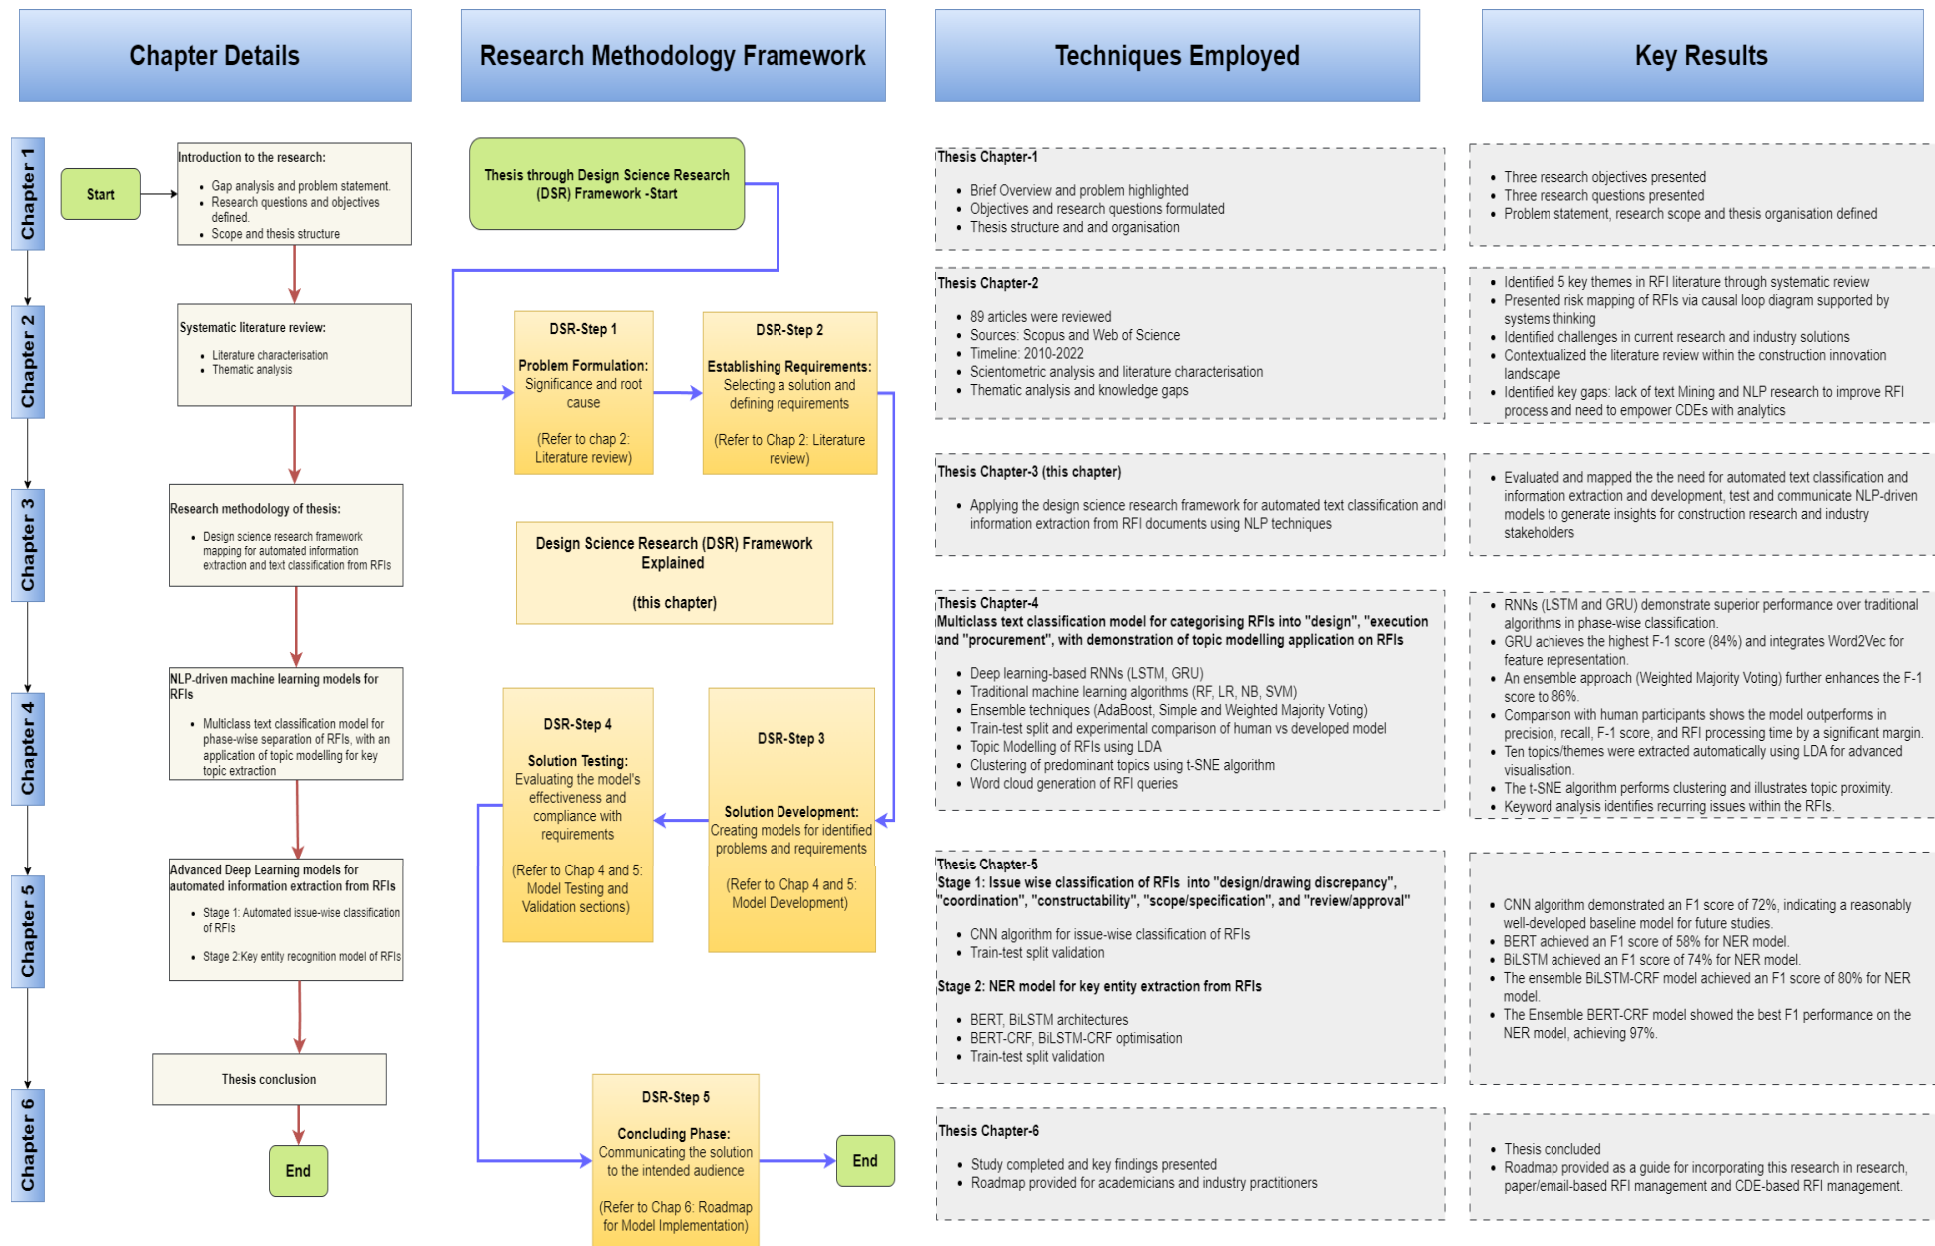 Chapter Details
Research Methodology Framework
Techniques Employed
Key Results
Chapter 1
Start
Introduction to the research:
Gap analysis and problem statement.
Research questions and objectives
defined.
Scope and thesis structure
Thesis through Design Science Research
(DSR) Framework -Start
Thesis Chapter-1
Brief Overview and problem highlighted
Objectives and research questions formulated
Thesis structure and and organisation
Three research objectives presented
Three research questions presented
Problem statement, research scope and thesis organisation defined
Chapter 2
Systematic literature review:
Literature characterisation
Thematic analysis
DSR-Step 1
Problem Formulation:
Significance and root
cause
(Refer to chap 2:
Literature review)
DSR-Step 2
Establishing Requirements:
Selecting a solution and
defining requirements
(Refer to Chap 2: Literature
review)
Thesis Chapter-2
89 articles were reviewed
Sources: Scopus and Web of Science
Timeline: 2010-2022
Scientometric analysis and literature characterisation
Thematic analysis and knowledge gaps
Identified 5 key themes in RFI literature through systematic review
Presented risk mapping of RFIs via causal loop diagram supported by
systems thinking
Identified challenges in current research and industry solutions
Contextualized the literature review within the construction innovation
landscape
Identified key gaps: lack of text Mining and NLP research to improve RFI
process and need to empower CDEs with analytics
Chapter 3
Research methodology of thesis:
Design science research framework
mapping for automated information
extraction and text classification from RFIs
Design Science Research (DSR) Framework
Explained
(this chapter)
Thesis Chapter-3 (this chapter)
Applying the design science research framework for automated text classification and
information extraction from RFI documents using NLP techniques
Evaluated and mapped the the need for automated text classification and
information extraction and development, test and communicate NLP-driven
models to generate insights for construction research and industry
stakeholders
Chapter 4
NLP-driven machine learning models for
RFIs
Multiclass text classification model for
phase-wise separation of RFIs, with an
application of topic modelling for key
topic extraction
DSR-Step 4
Solution Testing:
Evaluating the model's
effectiveness and
compliance with
requirements
(Refer to Chap 4 and 5:
Model Testing and
Validation sections)
DSR-Step 3
Solution Development:
Creating models for identified
problems and requirements
(Refer to Chap 4 and 5:
Model Development)
Thesis Chapter-4
Multiclass text classification model for categorising RFIs into "design", "execution
and "procurement", with demonstration of topic modelling application on RFIs
Deep learning-based RNNs (LSTM, GRU)
Traditional machine learning algorithms (RF, LR, NB, SVM)
Ensemble techniques (AdaBoost, Simple and Weighted Majority Voting)
Train-test split and experimental comparison of human vs developed model
Topic Modelling of RFIs using LDA
Clustering of predominant topics using t-SNE algorithm
Word cloud generation of RFI queries
RNNs (LSTM and GRU) demonstrate superior performance over traditional
algorithms in phase-wise classification.
GRU achieves the highest F-1 score (84%) and integrates Word2Vec for
feature representation.
An ensemble approach (Weighted Majority Voting) further enhances the F-1
score to 86%.
Comparison with human participants shows the model outperforms in
precision, recall, F-1 score, and RFI processing time by a significant margin.
Ten topics/themes were extracted automatically using LDA for advanced
visualisation.
The t-SNE algorithm performs clustering and illustrates topic proximity.
Keyword analysis identifies recurring issues within the RFIs.
Chapter 5
Advanced Deep Learning models for
automated information extraction from RFIs
Stage 1: Automated issue-wise classification
of RFIs
Stage 2:Key entity recognition model of RFIs
Thesis Chapter-5
Stage 1: Issue wise classification of RFIs into "design/drawing discrepancy",
"coordination", "constructability", "scope/specification", and "review/approval"
CNN algorithm for issue-wise classification of RFIs
Train-test split validation
Stage 2: NER model for key entity extraction from RFIs
BERT, BiLSTM architectures
BERT-CRF, BiLSTM-CRF optimisation
Train-test split validation
CNN algorithm demonstrated an F1 score of 72%, indicating a reasonably
well-developed baseline model for future studies.
BERT achieved an F1 score of 58% for NER model.
BiLSTM achieved an F1 score of 74% for NER model.
The ensemble BiLSTM-CRF model achieved an F1 score of 80% for NER
model.
The Ensemble BERT-CRF model showed the best F1 performance on the
NER model, achieving 97%.
Chapter 6
Thesis conclusion
End
DSR-Step 5
Concluding Phase:
Communicating the solution
to the intended audience
(Refer to Chap 6: Roadmap
for Model Implementation)
End
Thesis Chapter-6
Study completed and key findings presented
Roadmap provided for academicians and industry practitioners
Thesis concluded
Roadmap provided as a guide for incorporating this research in research,
paper/email-based RFI management and CDE-based RFI management.